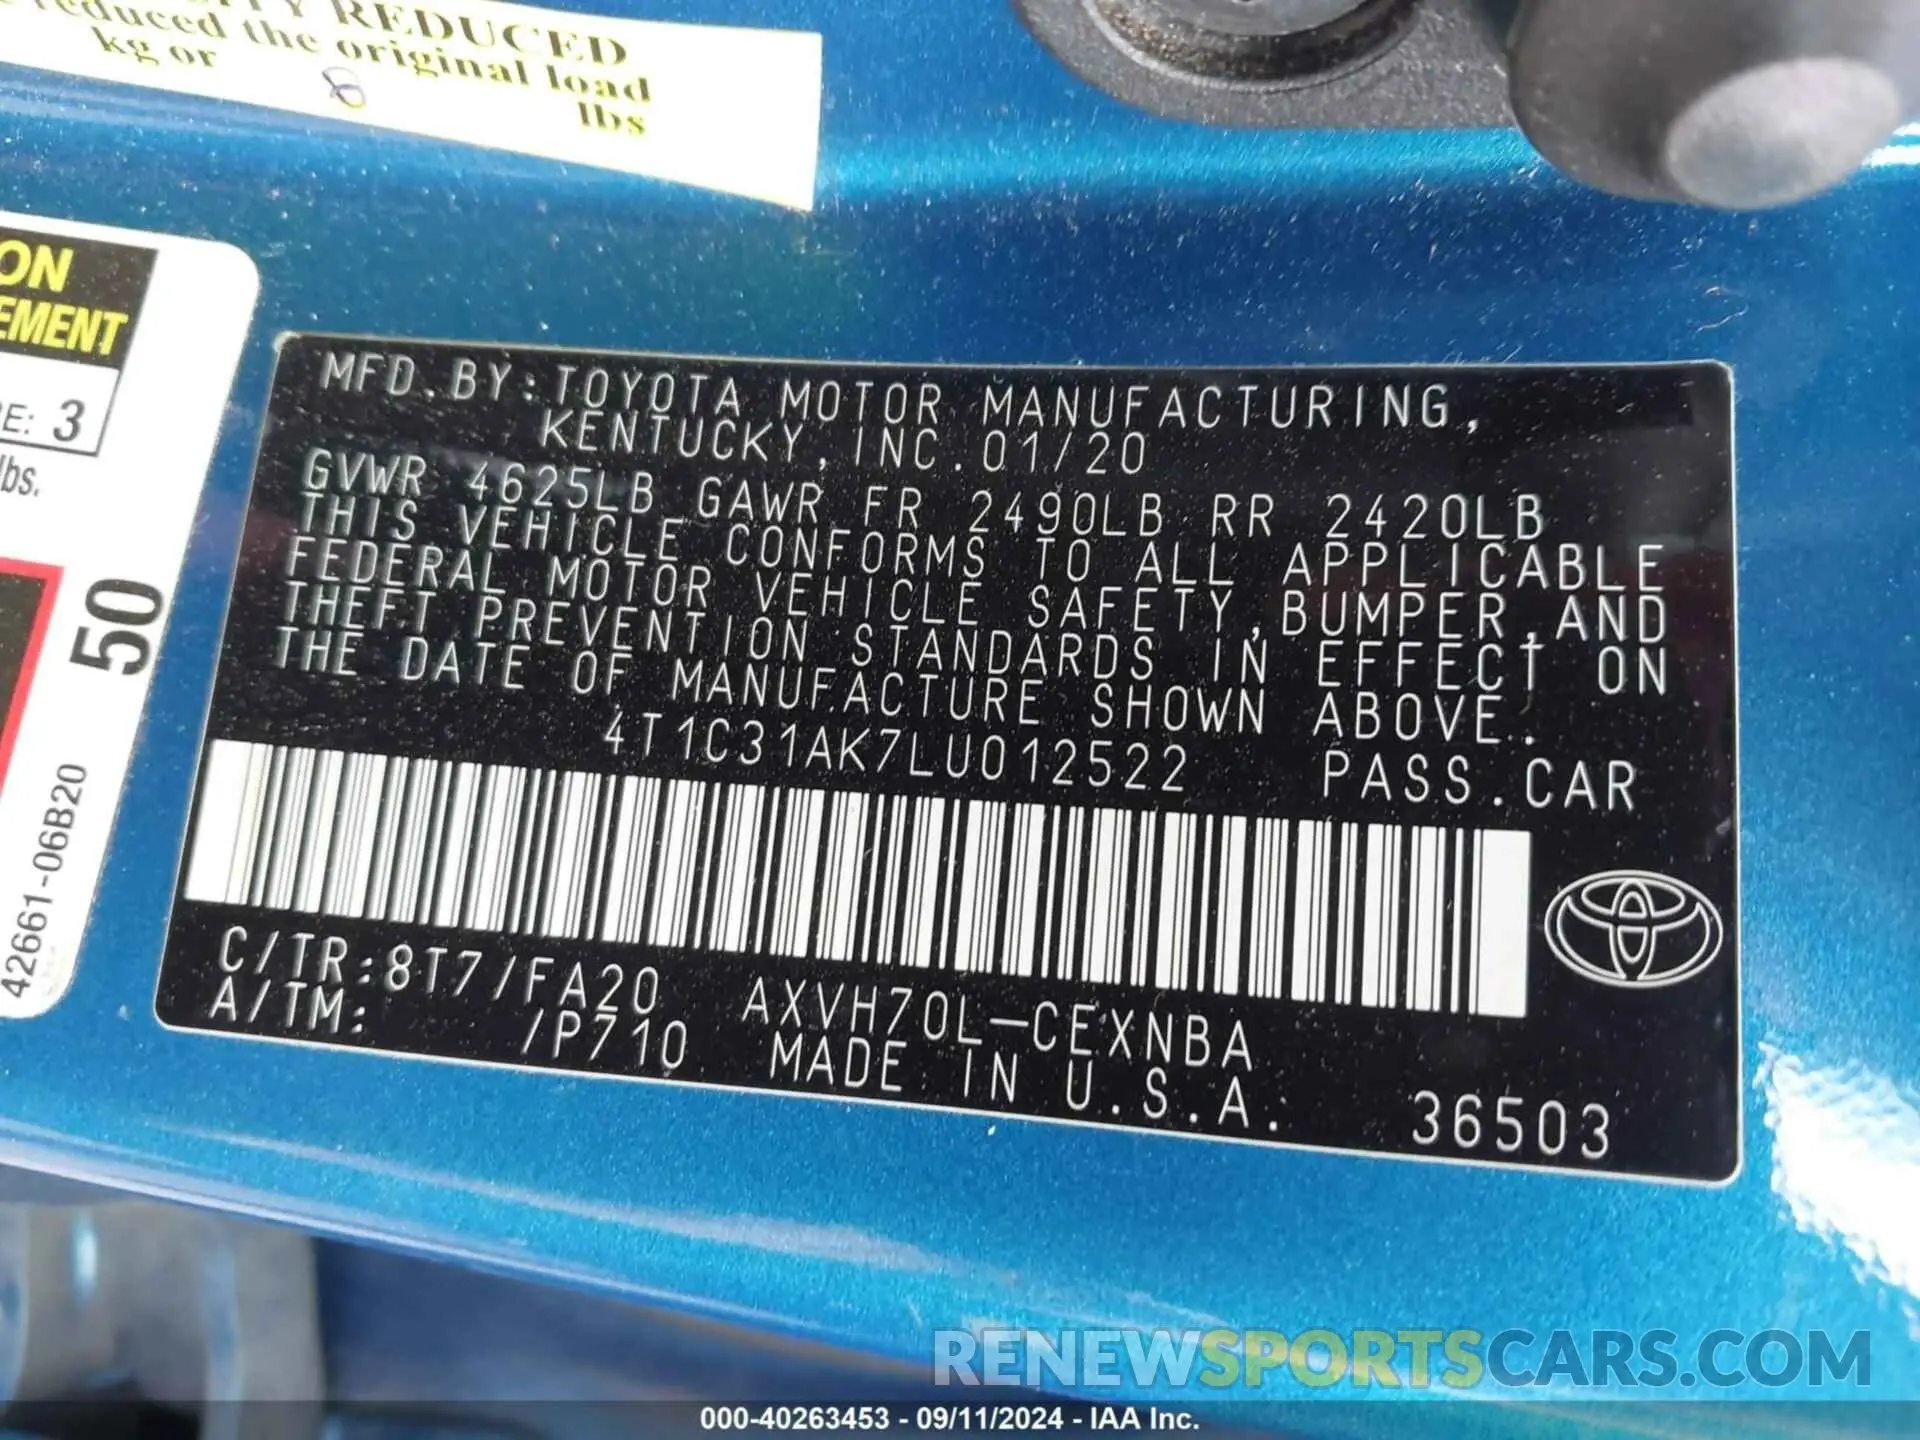 REDUCED
reduced the original load
kg or 8 lbs
ON
EMENT
E: 3
lbs.
50
42661-06B20
MFD.BY:TOYOTA MOTOR MANUFACTURING,
KENTUCKY,INC.01/20
GVWR 4625LB GAWR FR 2490LB RR 2420LB
THIS VEHICLE CONFORMS TO ALL APPLICABLE
FEDERAL MOTOR VEHICLE SAFETY,BUMPER,AND
THEFT PREVENTION STANDARDS IN EFFECT ON
THE DATE OF MANUFACTURE SHOWN ABOVE.
4T1C31AK7LU012522 PASS.CAR
C/TR:8T7/FA20 AXVH70L-CEXNBA
A/TM: /P710 MADE IN U.S.A. 36503
RENEWSPORTSCARS.COM
000-40263453 - 09/11/2024 - IAA Inc.